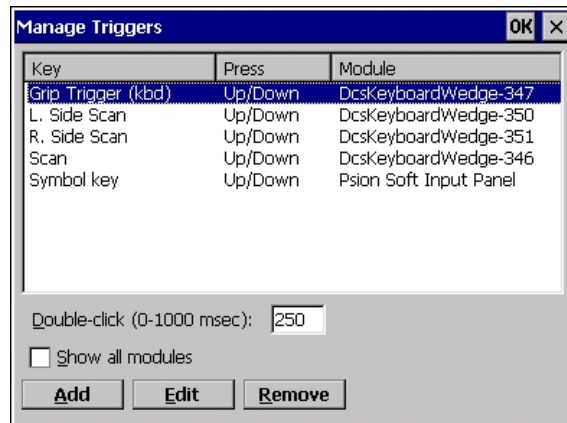 Manage Triggers OK ×
Key Press Module
Grip Trigger (kbd) Up/Down DcsKeyboardWedge-347
L. Side Scan Up/Down DcsKeyboardWedge-350
R. Side Scan Up/Down DcsKeyboardWedge-351
Scan Up/Down DcsKeyboardWedge-346
Symbol key Up/Down Psion Soft Input Panel
Double-click (0-1000 msec): 250
Show all modules
Add Edit Remove